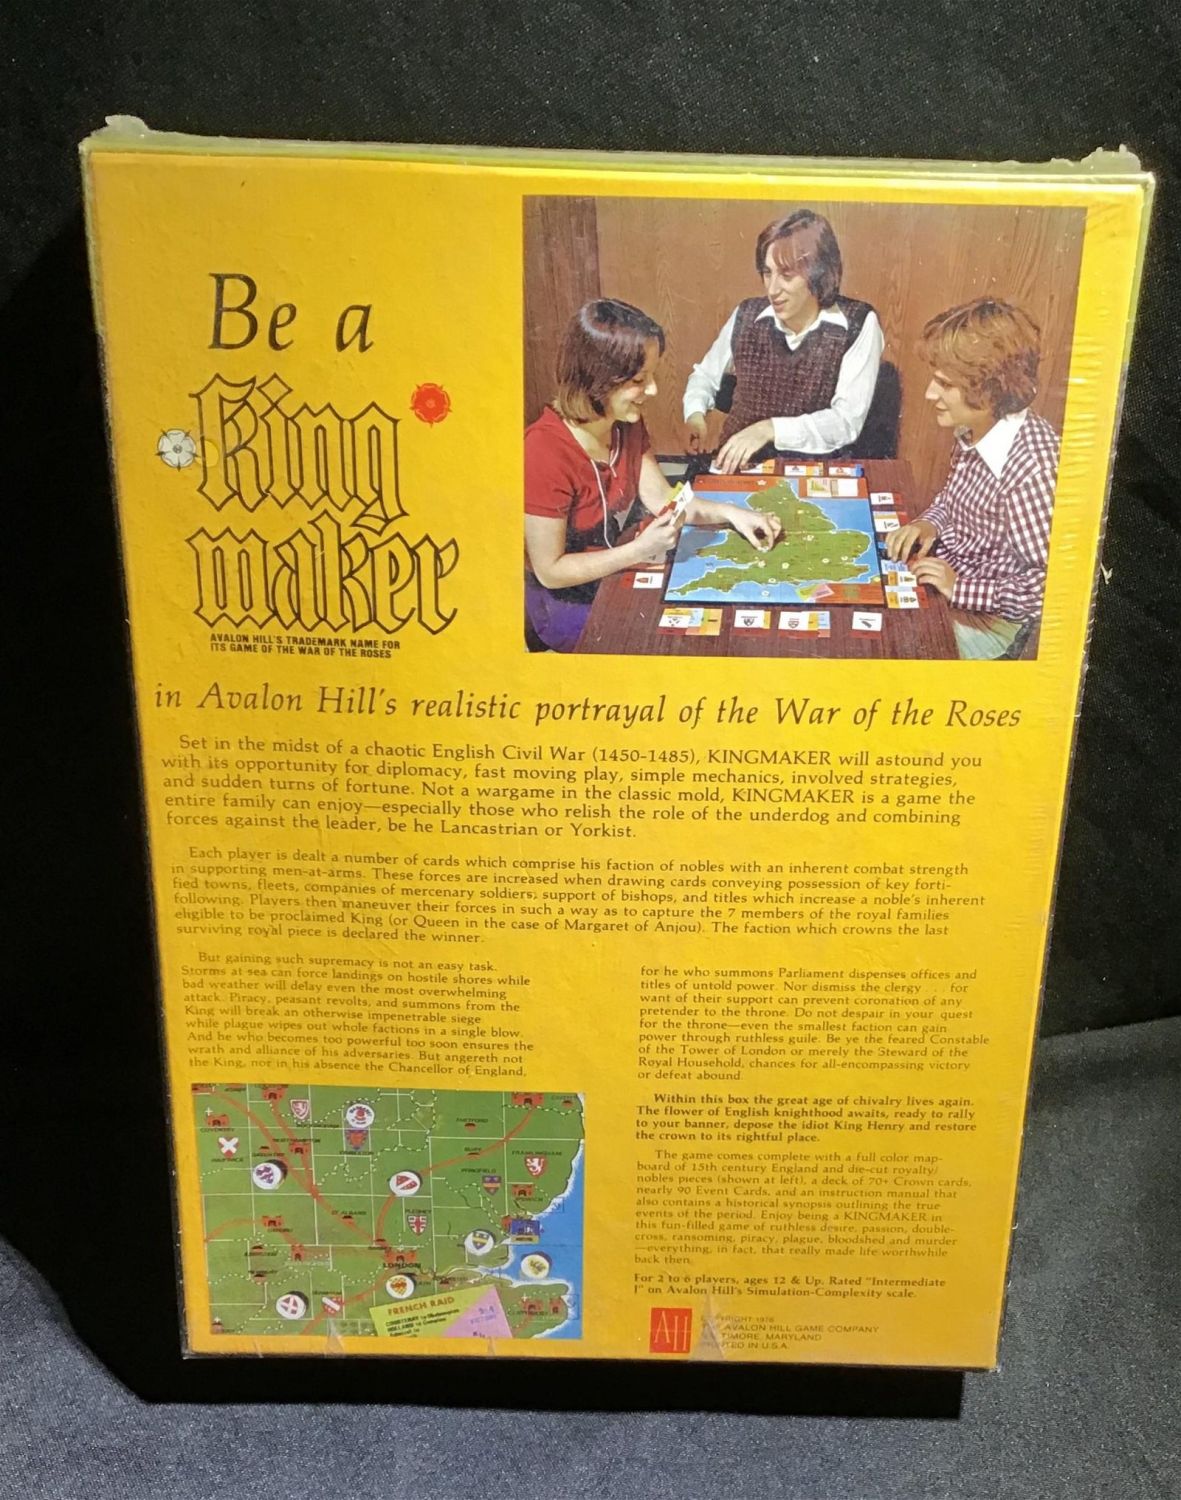 Be a
King
maker
AVALON HILL'S TRADEMARK NAME FOR
ITS GAME OF THE WAR OF THE ROSES
in Avalon Hill's realistic portrayal of the War of the Roses
Set in the midst of a chaotic English Civil War (1450-1485), KINGMAKER will astound you
with its opportunity for diplomacy, fast moving play, simple mechanics, involved strategies,
and sudden turns of fortune. Not a wargame in the classic mold, KINGMAKER is a game the
entire family can enjoy—especially those who relish the role of the underdog and combining
forces against the leader, be he Lancastrian or Yorkist.
Each player is dealt a number of cards which comprise his faction of nobles with an inherent combat strength
in supporting men-at-arms. These forces are increased when drawing cards conveying possession of key forti-
fied towns, fleets, companies of mercenary soldiers, support of bishops, and titles which increase a noble's inherent
following. Players then maneuver their forces in such a way as to capture the 7 members of the royal families
eligible to be proclaimed King (or Queen in the case of Margaret of Anjou). The faction which crowns the last
surviving royal piece is declared the winner.
But gaining such supremacy is not an easy task.
Storms at sea can force landings on hostile shores while
bad weather will delay even the most overwhelming
attack. Piracy, peasant revolts, and summons from the
King will break an otherwise impenetrable siege
while plague wipes out whole factions in a single blow.
And he who becomes too powerful too soon ensures the
wrath and alliance of his adversaries. But angereth not
the King, nor in his absence the Chancellor of England,
for he who summons Parliament dispenses offices and
titles of untold power. Nor dismiss the clergy . . . for
want of their support can prevent coronation of any
pretender to the throne. Do not despair in your quest
for the throne—even the smallest faction can gain
power through ruthless guile. Be ye the feared Constable
of the Tower of London or merely the Steward of the
Royal Household, chances for all-encompassing victory
or defeat abound.
Within this box the great age of chivalry lives again.
The flower of English knighthood awaits, ready to rally
to your banner, depose the idiot King Henry and restore
the crown to its rightful place.
The game comes complete with a full color map-
board of 15th century England and die-cut royalty/
nobles pieces (shown at left), a deck of 70+ Crown cards,
nearly 90 Event Cards, and an instruction manual that
also contains a historical synopsis outlining the true
events of the period. Enjoy being a KINGMAKER in
this fun-filled game of ruthless desire, passion, double-
cross, ransoming, piracy, plague, bloodshed and murder
—everything, in fact, that really made life worthwhile
back then.
For 2 to 6 players, ages 12 & Up. Rated "Intermediate
I" on Avalon Hill's Simulation-Complexity scale.
COVENTRY
THETFORD
BURY
FRAMLINGHAM
IPSWICH
ST ALBANS
PLESHEY
OXFORD
LONDON
FRENCH RAID
AH
COPYRIGHT 1976
AVALON HILL GAME COMPANY
TIMORE, MARYLAND
TED IN U.S.A.